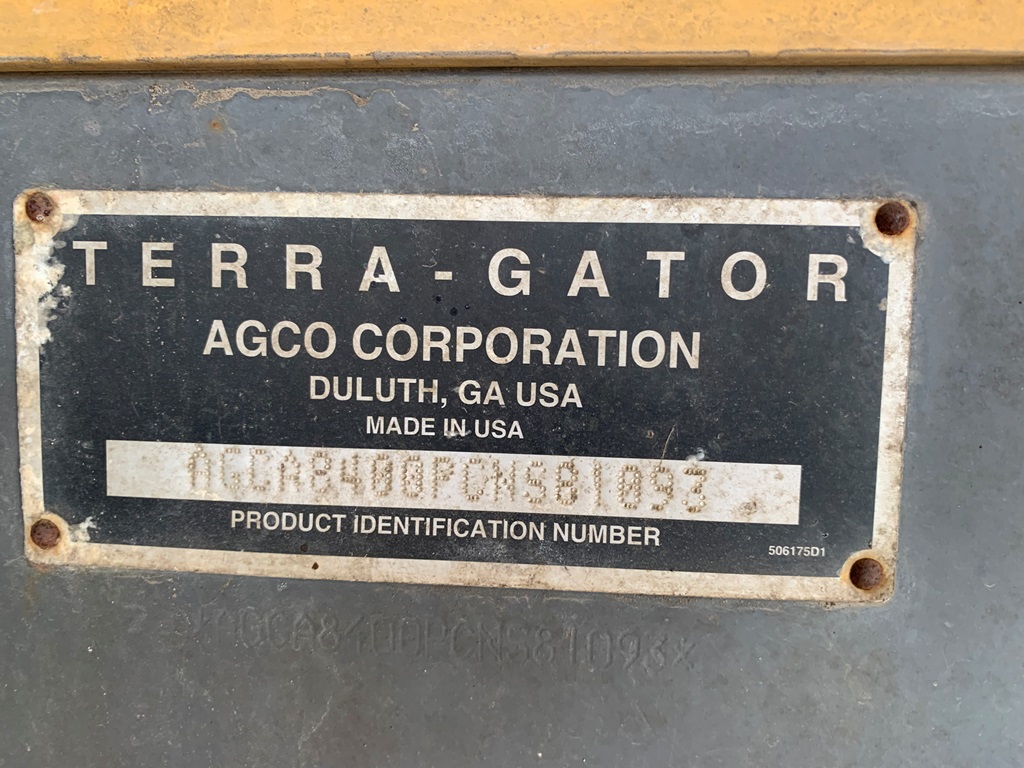 TERRA-GATOR
AGCO CORPORATION
DULUTH, GA USA
MADE IN USA
AGCA8400PCNS81093
PRODUCT IDENTIFICATION NUMBER
506175D1
*AGCA8400PCNS81093*